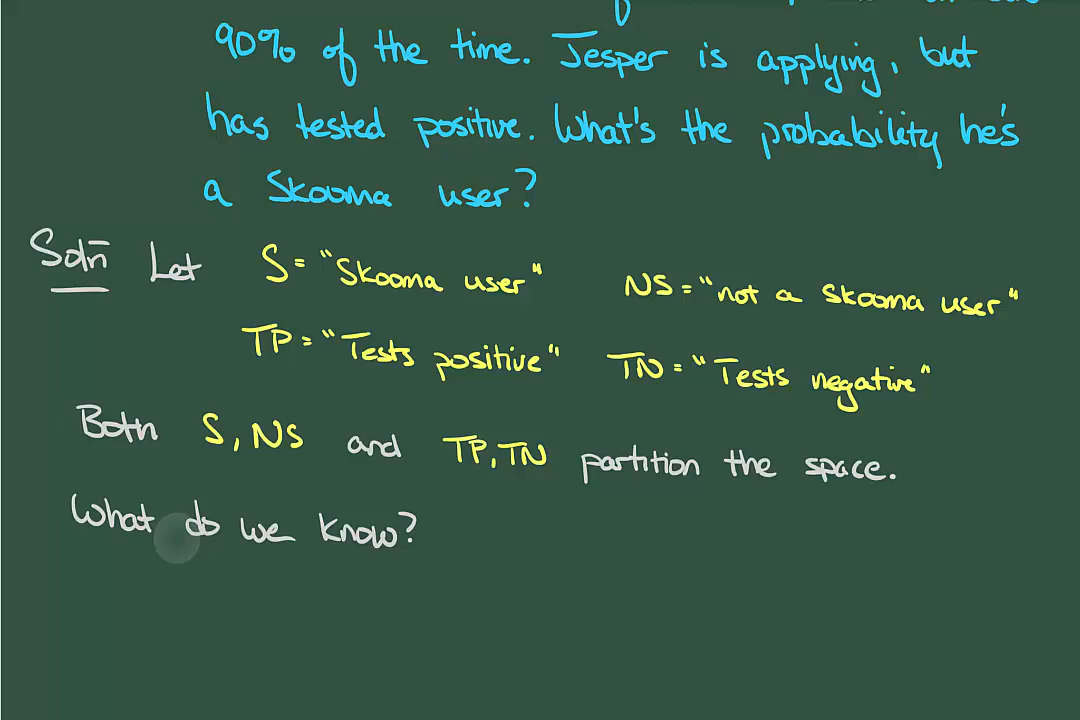 90% of the time. Jesper is applying, but
has tested positive. What's the probability he's
a Skooma user?
Soln Let S = "Skooma user" NS = "not a skooma user"
TP = "Tests positive" TN = "Tests negative"
Both S, NS and TP, TN partition the space.
What do we know?